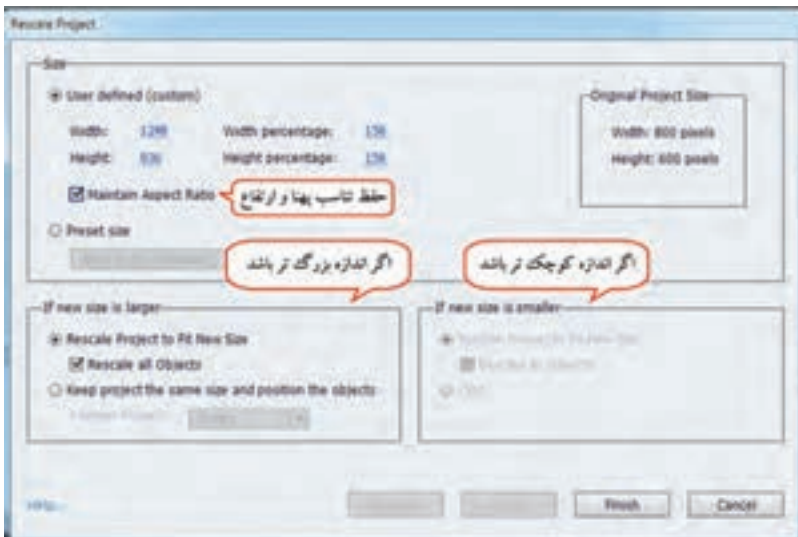 Rescale Project
Size
User defined (custom)
Width: 1248 Width percentage: 156
Height: 936 Height percentage: 156
Maintain Aspect Ratio
حفظ تناسب پهنا و ارتفاع
Preset size
Original Project Size
Width: 800 pixels
Height: 600 pixels
اگر اندازه بزرگ تر باشد
اگر اندازه کوچک تر باشد
If new size is larger
Rescale Project to Fit New Size
Rescale all Objects
Keep project the same size and position the objects
If new size is smaller
Help...
Finish
Cancel